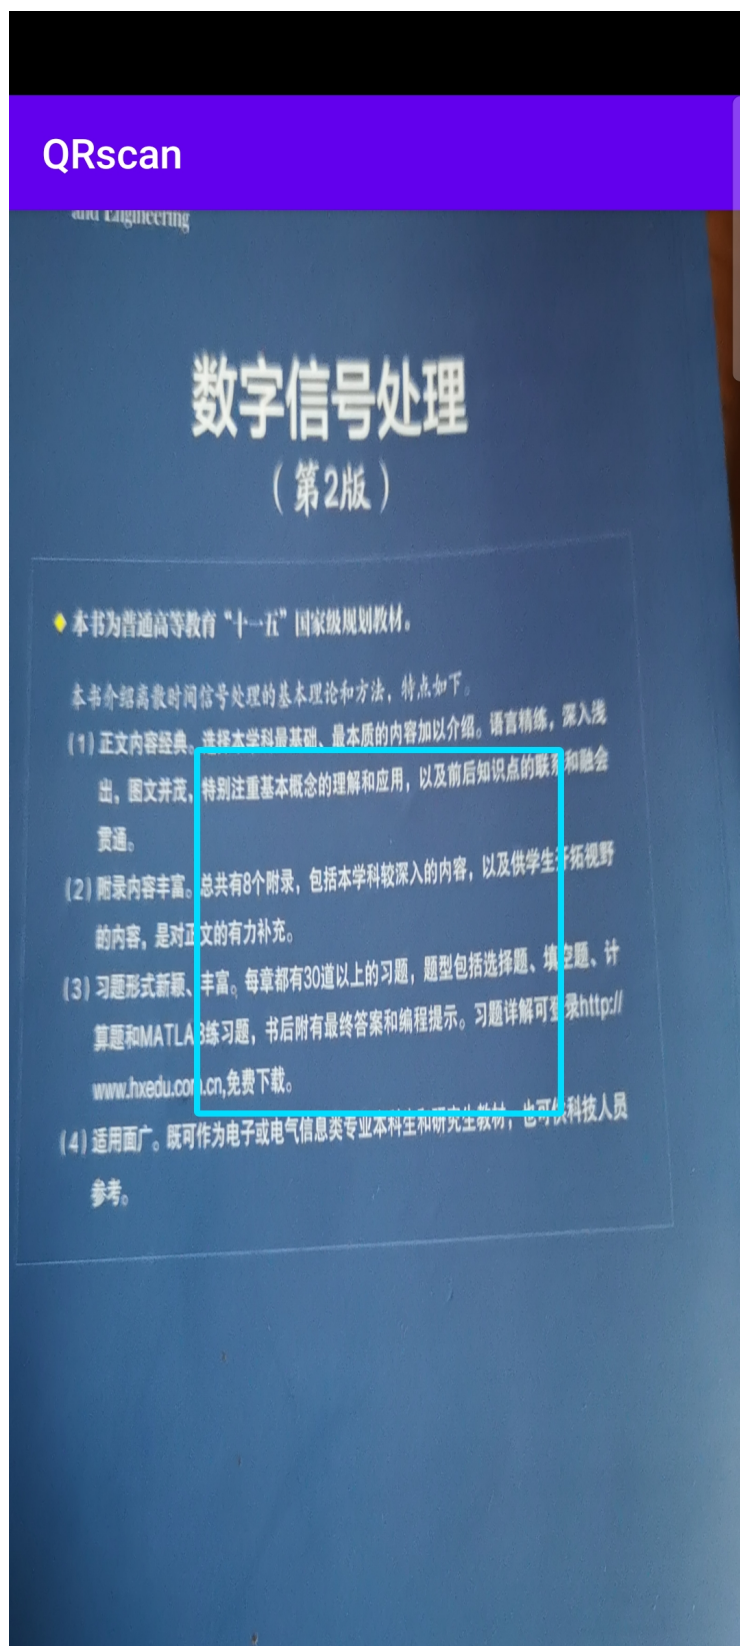 QRscan
and Engineering
数字信号处理
（第2版）
本书为普通高等教育“十一五”国家级规划教材。
本书介绍离散时间信号处理的基本理论和方法，特点如下。
(1) 正文内容经典。选择本学科最基础、最本质的内容加以介绍。语言精练，深入浅
出，图文并茂，特别注重基本概念的理解和应用，以及前后知识点的联系和融会
贯通。
(2) 附录内容丰富。总共有8个附录，包括本学科较深入的内容，以及供学生开拓视野
的内容，是对正文的有力补充。
(3) 习题形式新颖、丰富。每章都有30道以上的习题，题型包括选择题、填空题、计
算题和MATLAB练习题，书后附有最终答案和编程提示。习题详解可登录http://
www.hxedu.com.cn,免费下载。
(4) 适用面广。既可作为电子或电气信息类专业本科生和研究生教材，也可供科技人员
参考。